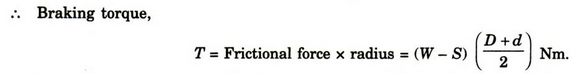 ∴ Braking torque,
T = Frictional force × radius = (W – S) ((D + d)/2) Nm.